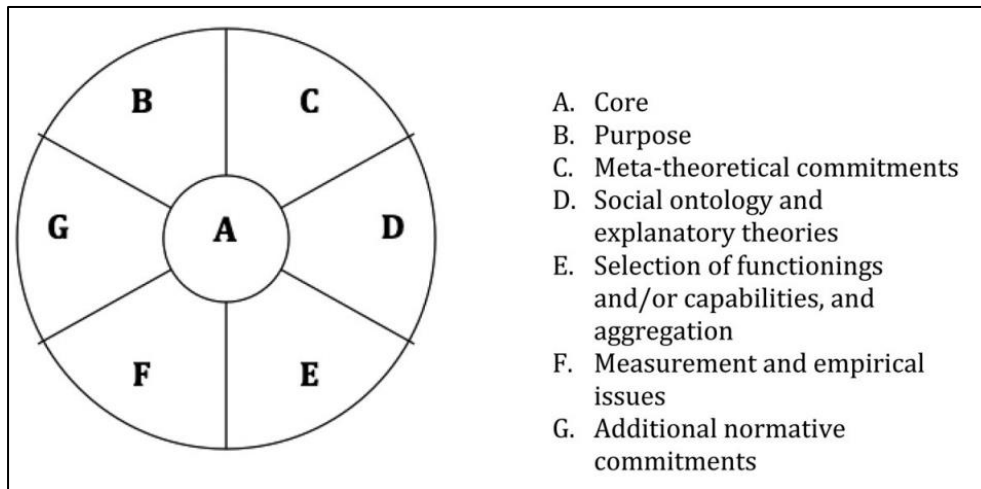 B
C
G
A
D
F
E
A. Core
B. Purpose
C. Meta-theoretical commitments
D. Social ontology and
explanatory theories
E. Selection of functionings
and/or capabilities, and
aggregation
F. Measurement and empirical
issues
G. Additional normative
commitments